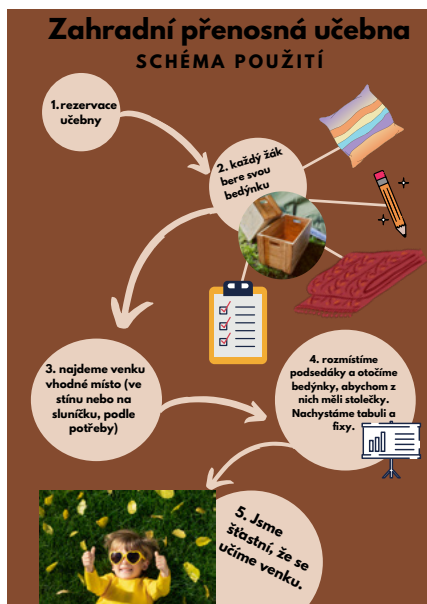 Zahradní přenosná učebna
SCHÉMA POUŽITÍ
1. rezervace
učebny
2. každý žák
bere svou
bedýnku
3. najdeme venku
vhodné místo (ve
stínu nebo na
sluníčku, podle
potřeby)
4. rozmístíme
podsedáky a otočíme
bedýnky, abychom z
nich měli stolečky.
Nachystáme tabuli a
fixy.
5. Jsme
šťastní, že se
učíme venku.